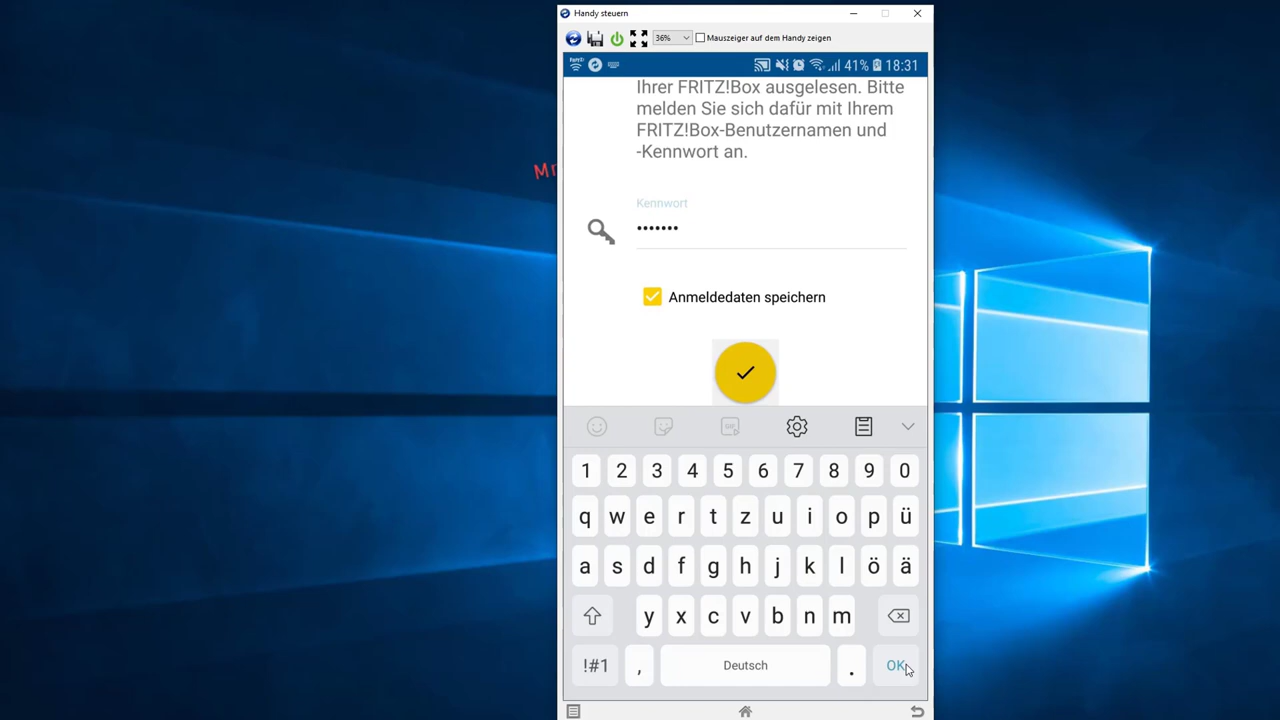 Handy steuern
36%
Mauszeiger auf dem Handy zeigen
FRITZ!
41% 18:31
Ihrer FRITZ!Box ausgelesen. Bitte
melden Sie sich dafür mit Ihrem
FRITZ!Box-Benutzernamen und
-Kennwort an.
Mr
Kennwort
•••••••
Anmeldedaten speichern
1 2 3 4 5 6 7 8 9 0
q w e r t z u i o p ü
a s d f g h j k l ö ä
y x c v b n m
!#1 , Deutsch . OK